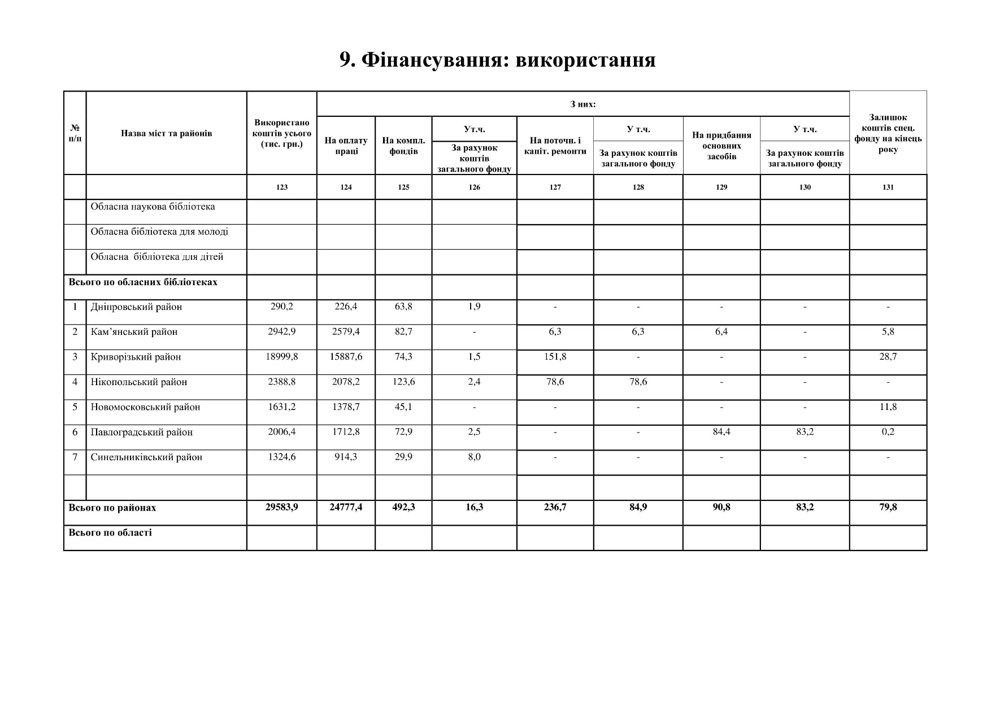 9. Фінансування: використання
№ п/п
Назва міст та районів
Використано
коштів усього
(тис. грн.)
З них:
На оплату
праці
На компл.
фондів
Ут.ч.
За рахунок
коштів
загального фонду
На поточн. і
капіт. ремонти
У т.ч.
За рахунок коштів
загального фонду
На придбання
основних
засобів
У т.ч.
За рахунок коштів
загального фонду
Залишок
коштів спец.
фонду на кінець
року
123 124 125 126 127 128 129 130 131
Обласна наукова бібліотека
Обласна бібліотека для молоді
Обласна бібліотека для дітей
Всього по обласних бібліотеках
1 Дніпровський район 290,2 226,4 63,8 1,9 - - - - -
2 Кам’янський район 2942,9 2579,4 82,7 - 6,3 6,3 6,4 - 5,8
3 Криворізький район 18999,8 15887,6 74,3 1,5 151,8 - - - 28,7
4 Нікопольський район 2388,8 2078,2 123,6 2,4 78,6 78,6 - - -
5 Новомосковський район 1631,2 1378,7 45,1 - - - - - 11,8
6 Павлоградський район 2006,4 1712,8 72,9 2,5 - - 84,4 83,2 0,2
7 Синельниківський район 1324,6 914,3 29,9 8,0 - - - - -
Всього по районах 29583,9 24777,4 492,3 16,3 236,7 84,9 90,8 83,2 79,8
Всього по області